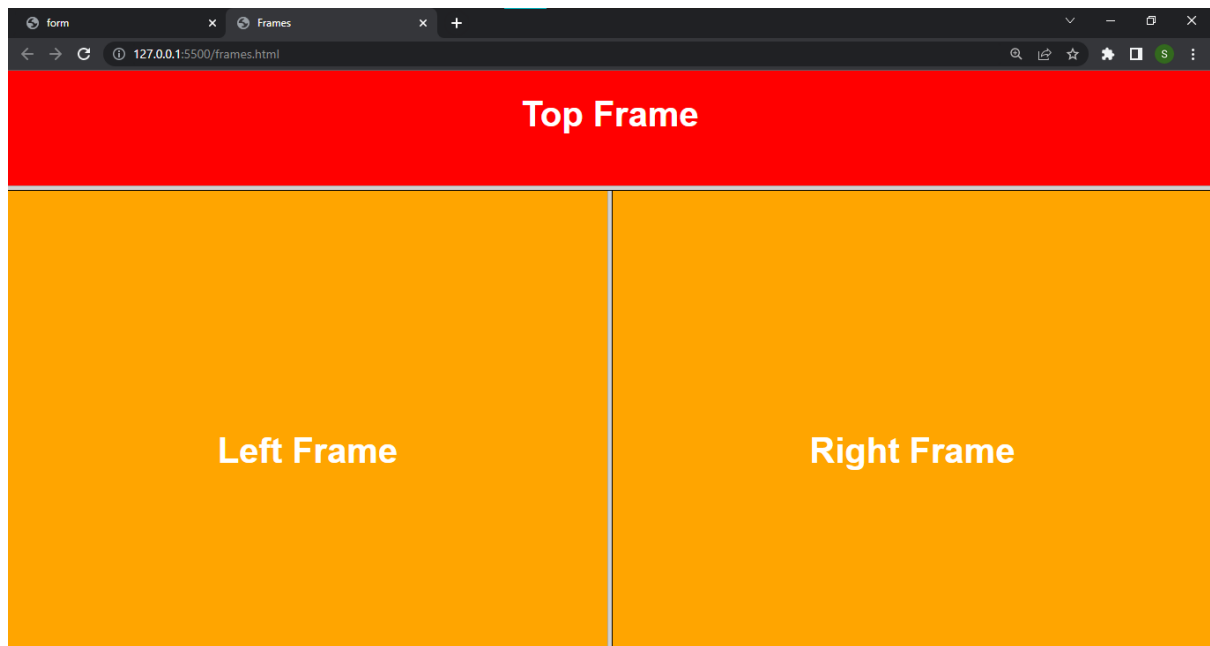 form
Frames
127.0.0.1:5500/frames.html
S
Top Frame
Left Frame
Right Frame